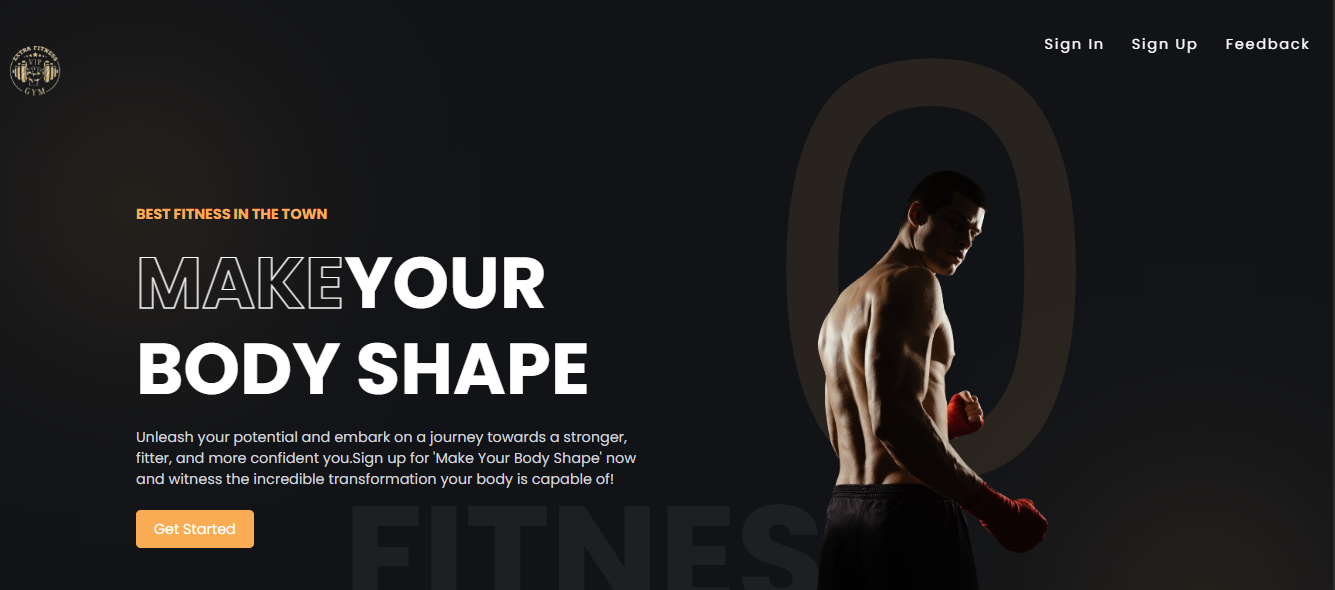 EXTRA FITNESS
VIP
GYM
Sign In Sign Up Feedback
0
BEST FITNESS IN THE TOWN
MAKEYOUR
BODY SHAPE
Unleash your potential and embark on a journey towards a stronger,
fitter, and more confident you.Sign up for 'Make Your Body Shape' now
and witness the incredible transformation your body is capable of!
Get Started
FITNES